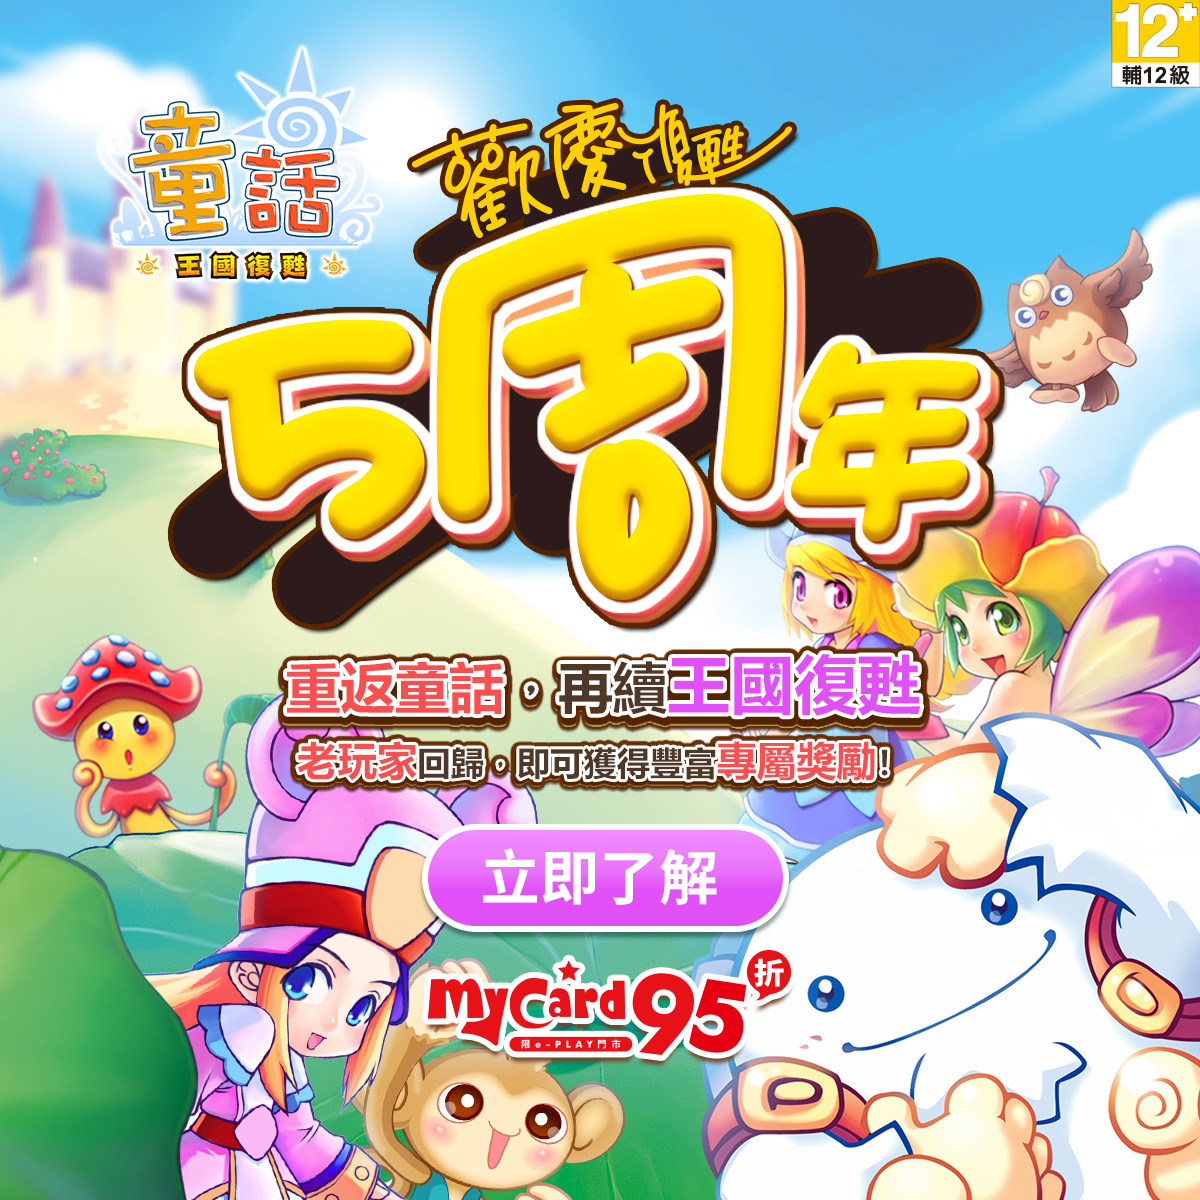 12+
輔12級
童話
王國復甦
歡慶復甦
5周年
重返童話，再續王國復甦
老玩家回歸，即可獲得豐富專屬獎勵！
立即了解
MyCard 95折
限e-PLAY門市